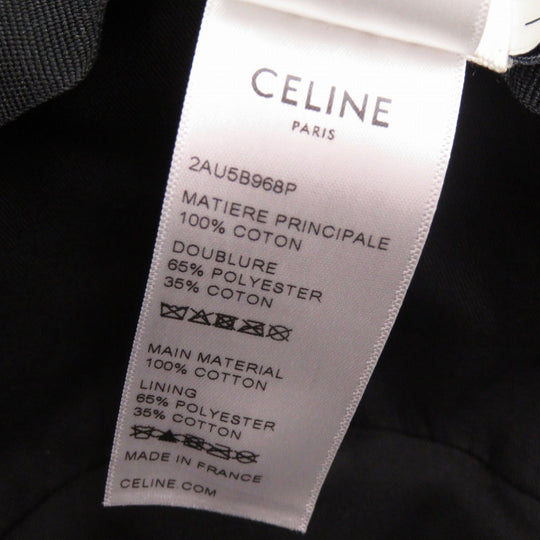 CELINE
PARIS
2AU5B968P
MATIERE PRINCIPALE
100% COTON
DOUBLURE
65% POLYESTER
35% COTON
MAIN MATERIAL
100% COTTON
LINING
65% POLYESTER
35% COTTON
MADE IN FRANCE
CELINE.COM